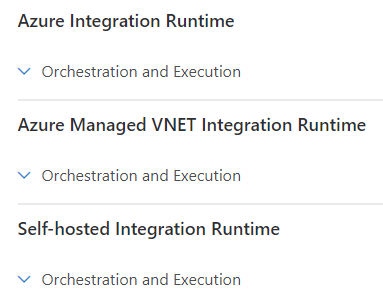 Azure Integration Runtime
Orchestration and Execution
Azure Managed VNET Integration Runtime
Orchestration and Execution
Self-hosted Integration Runtime
Orchestration and Execution